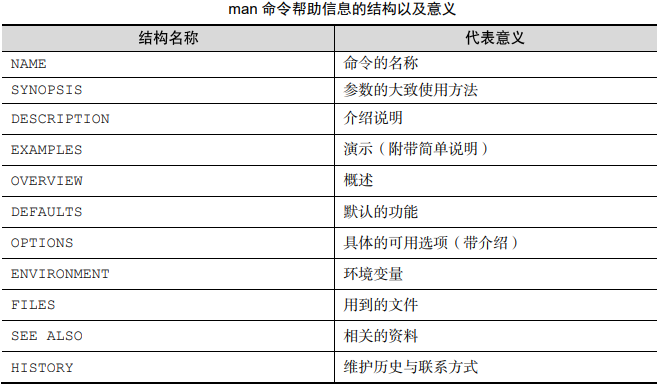 man 命令帮助信息的结构以及意义
结构名称 代表意义
NAME 命令的名称
SYNOPSIS 参数的大致使用方法
DESCRIPTION 介绍说明
EXAMPLES 演示（附带简单说明）
OVERVIEW 概述
DEFAULTS 默认的功能
OPTIONS 具体的可用选项（带介绍）
ENVIRONMENT 环境变量
FILES 用到的文件
SEE ALSO 相关的资料
HISTORY 维护历史与联系方式